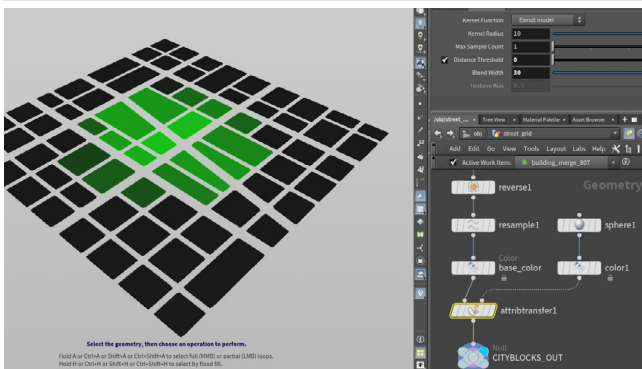 Kernel Function Elendt model
Kernel Radius 10
Max Sample Count 1
Distance Threshold 0
Blend Width 30
Uniform Bias 0.5
/obj/street_... Tree View Material Palette Asset Browser
obj street_grid
Add Edit Go View Tools Layout Labs Help
Active Work Item: building_merge_807
Geometry
reverse1
resample1
sphere1
Color
base_color
color1
attribtransfer1
Null
CITYBLOCKS_OUT
Select the geometry, then choose an operation to perform.
Hold A or Ctrl+A or Shift+A or Ctrl+Shift+A to select full (MMB) or partial (LMB) loops.
Hold H or Ctrl+H or Shift+H or Ctrl+Shift+H to select by flood fill.